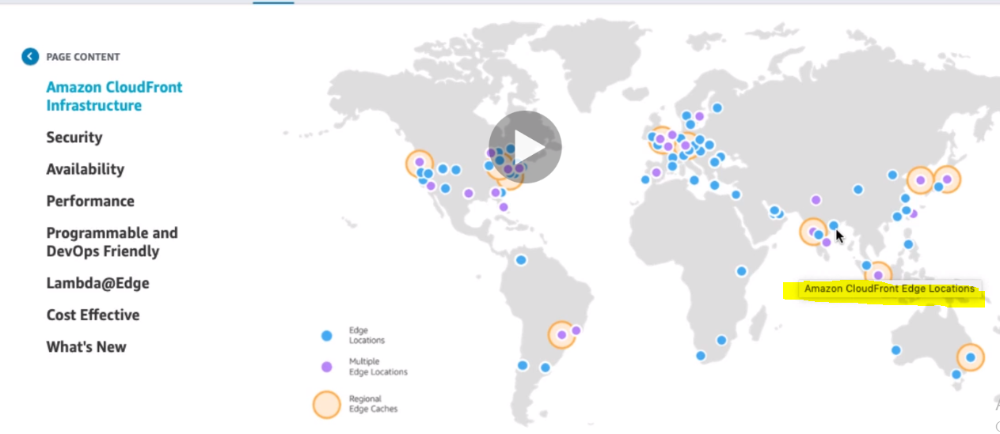 PAGE CONTENT
Amazon CloudFront
Infrastructure
Security
Availability
Performance
Programmable and
DevOps Friendly
Lambda@Edge
Cost Effective
What's New
Edge
Locations
Multiple
Edge Locations
Regional
Edge Caches
Amazon CloudFront Edge Locations